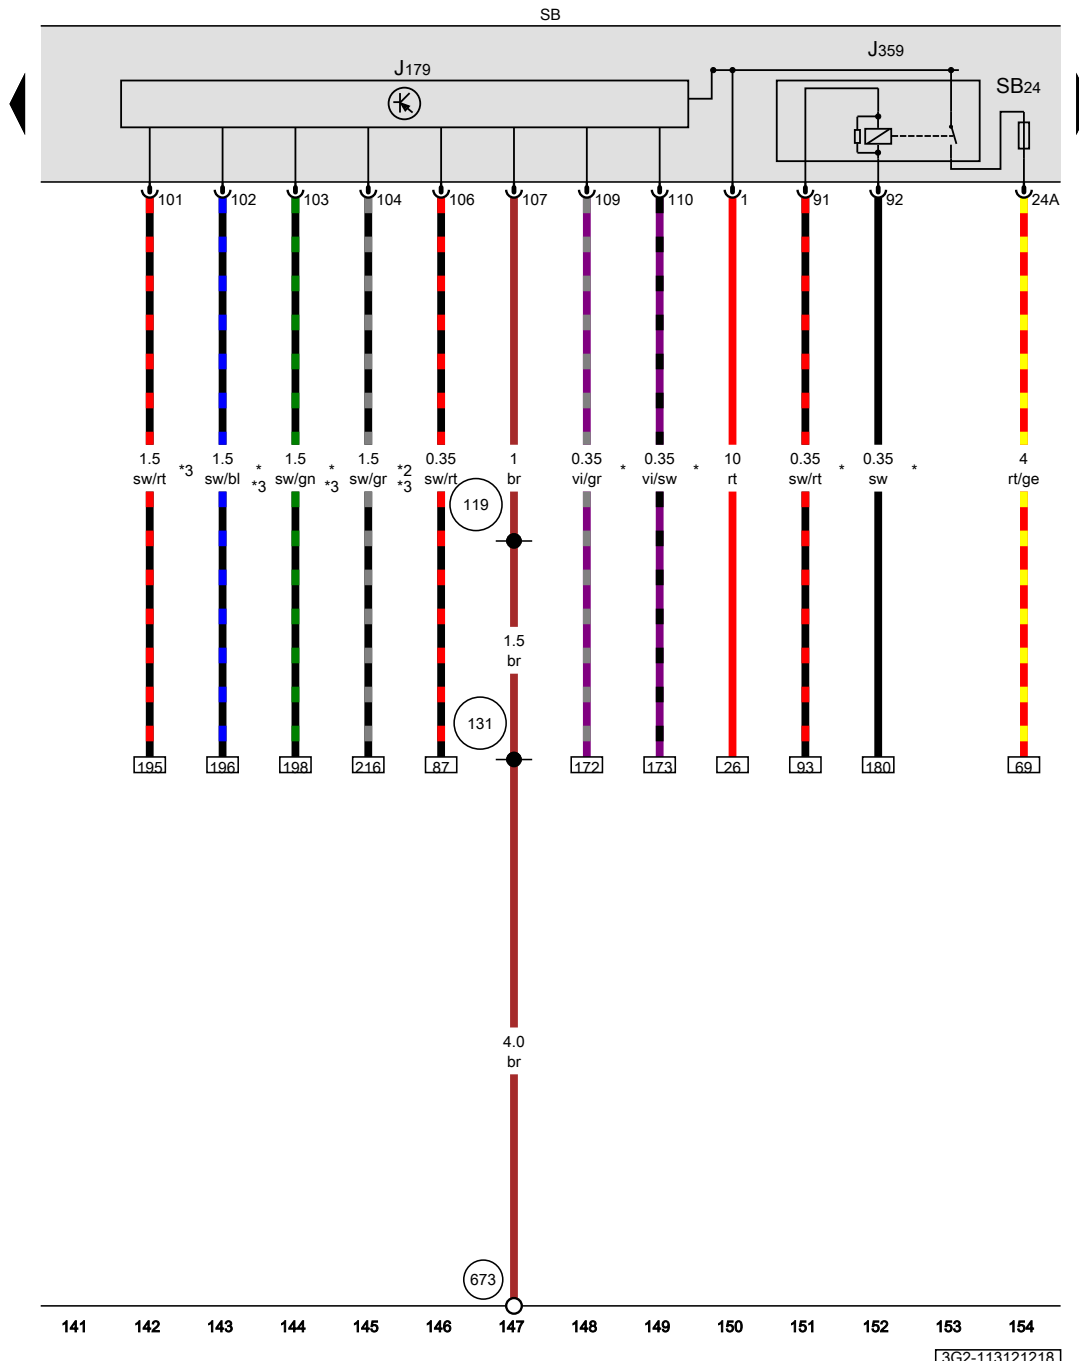 SB
J359
J179
SB24
101 102 103 104 106 107 109 110 1 91 92 24A
1.5 1.5 1.5 1.5 0.35 1 0.35 0.35 10 0.35 0.35 4
*3 * * *2 * * * *
sw/rt sw/bl sw/gn sw/gr sw/rt br vi/gr vi/sw rt sw/rt sw rt/ge
*3 *3 *3
119
1.5
br
131
195 196 198 216 87 172 173 26 93 180 69
4.0
br
673
141 142 143 144 145 146 147 148 149 150 151 152 153 154
3G2-113121218